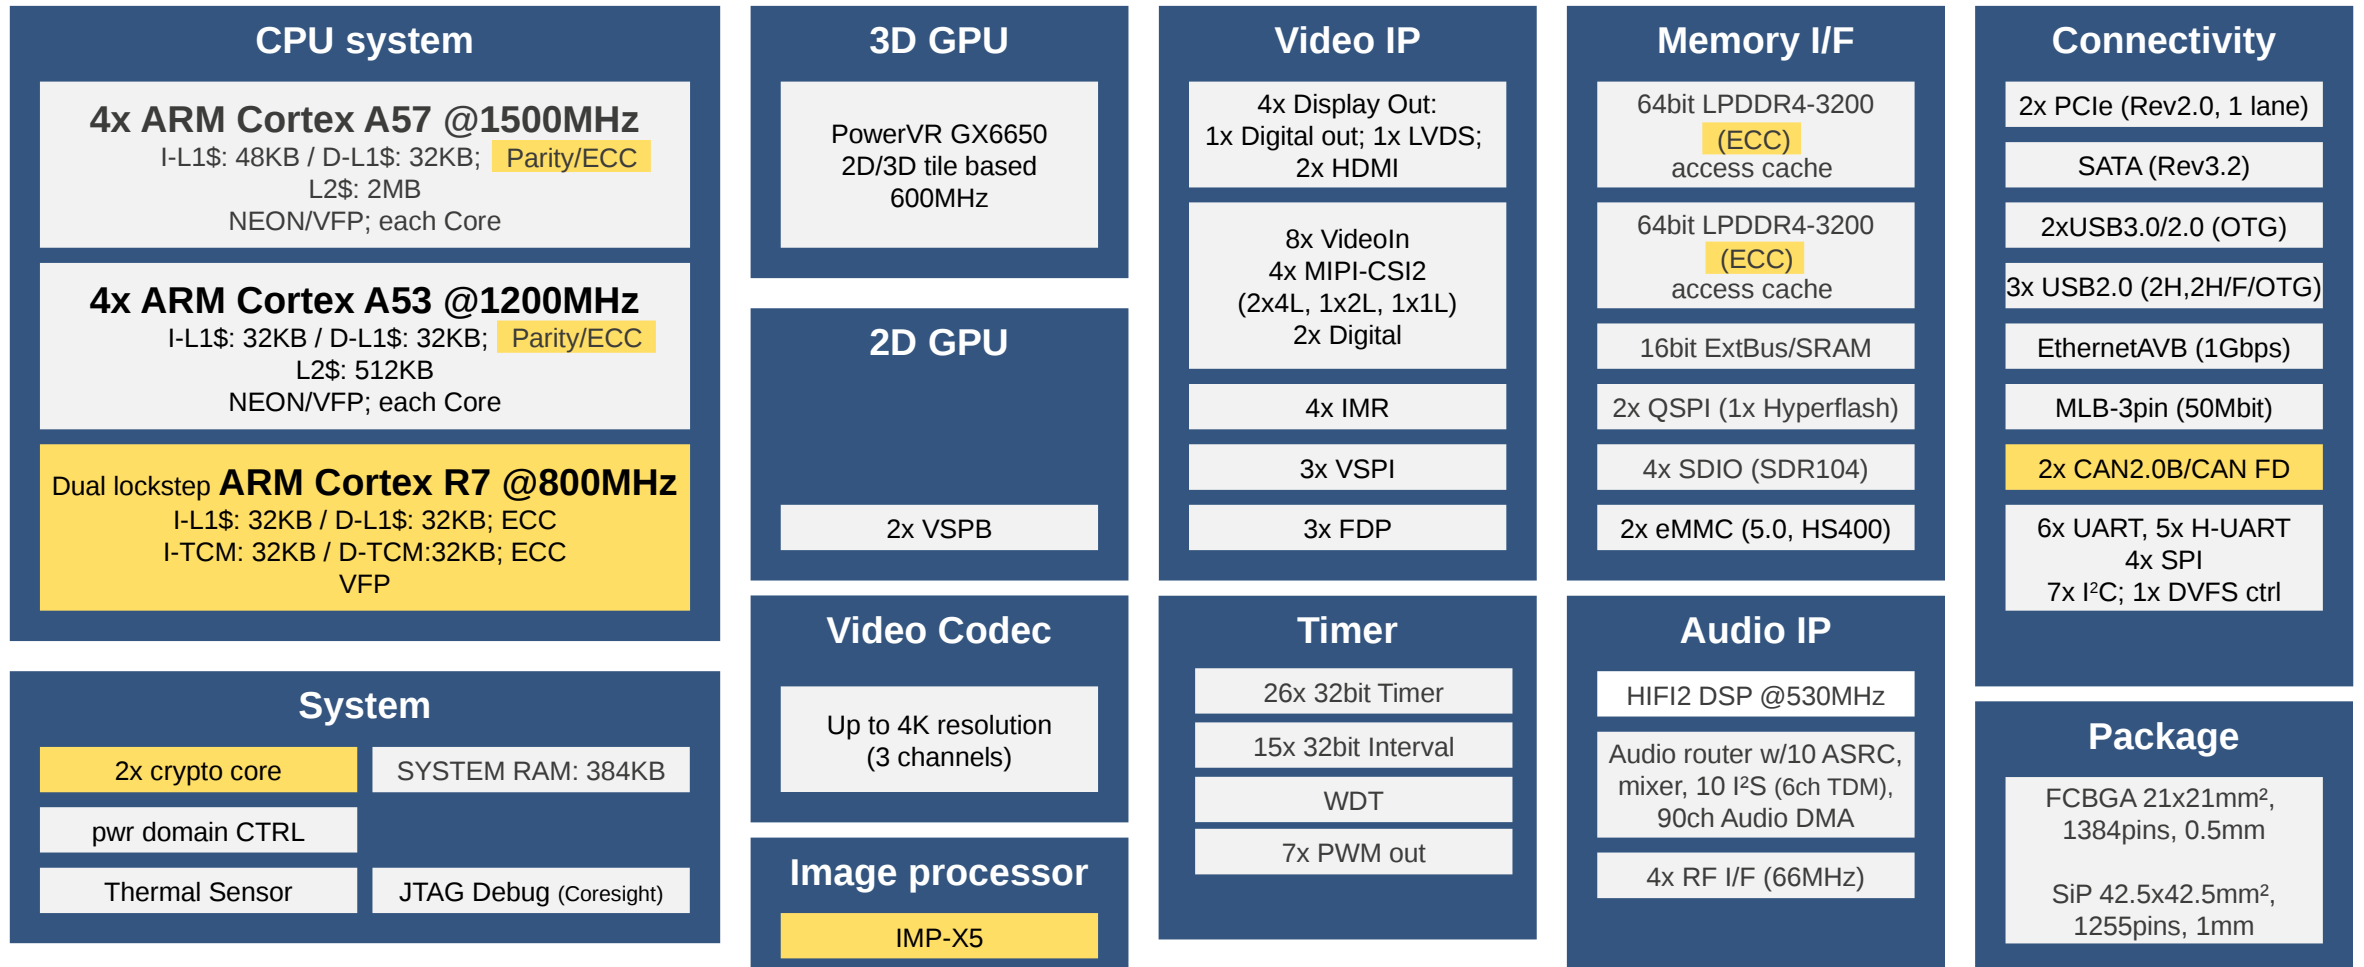 CPU system
4x ARM Cortex A57 @1500MHz
I-L1$: 48KB / D-L1$: 32KB; Parity/ECC
L2$: 2MB
NEON/VFP; each Core
4x ARM Cortex A53 @1200MHz
I-L1$: 32KB / D-L1$: 32KB; Parity/ECC
L2$: 512KB
NEON/VFP; each Core
Dual lockstep ARM Cortex R7 @800MHz
I-L1$: 32KB / D-L1$: 32KB; ECC
I-TCM: 32KB / D-TCM:32KB; ECC
VFP
System
2x crypto core
SYSTEM RAM: 384KB
pwr domain CTRL
Thermal Sensor
JTAG Debug (Coresight)
3D GPU
PowerVR GX6650
2D/3D tile based
600MHz
2D GPU
2x VSPB
Video Codec
Up to 4K resolution
(3 channels)
Image processor
IMP-X5
Video IP
4x Display Out:
1x Digital out; 1x LVDS;
2x HDMI
8x VideoIn
4x MIPI-CSI2
(2x4L, 1x2L, 1x1L)
2x Digital
4x IMR
3x VSPI
3x FDP
Timer
26x 32bit Timer
15x 32bit Interval
WDT
7x PWM out
Memory I/F
64bit LPDDR4-3200
(ECC)
access cache
64bit LPDDR4-3200
(ECC)
access cache
16bit ExtBus/SRAM
2x QSPI (1x Hyperflash)
4x SDIO (SDR104)
2x eMMC (5.0, HS400)
Audio IP
HIFI2 DSP @530MHz
Audio router w/10 ASRC,
mixer, 10 I²S (6ch TDM),
90ch Audio DMA
4x RF I/F (66MHz)
Connectivity
2x PCIe (Rev2.0, 1 lane)
SATA (Rev3.2)
2xUSB3.0/2.0 (OTG)
3x USB2.0 (2H,2H/F/OTG)
EthernetAVB (1Gbps)
MLB-3pin (50Mbit)
2x CAN2.0B/CAN FD
6x UART, 5x H-UART
4x SPI
7x I²C; 1x DVFS ctrl
Package
FCBGA 21x21mm²,
1384pins, 0.5mm
SiP 42.5x42.5mm²,
1255pins, 1mm